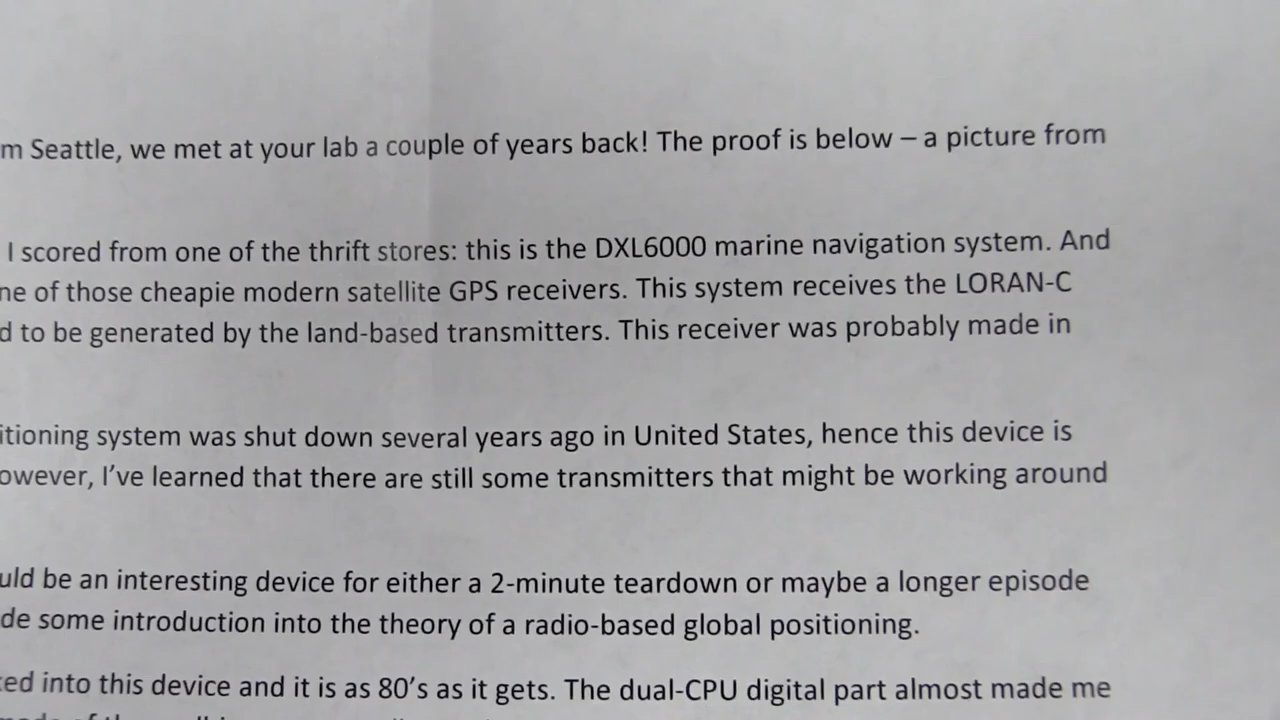 m Seattle, we met at your lab a couple of years back! The proof is below – a picture from
I scored from one of the thrift stores: this is the DXL6000 marine navigation system. And
ne of those cheapie modern satellite GPS receivers. This system receives the LORAN-C
d to be generated by the land-based transmitters. This receiver was probably made in
itioning system was shut down several years ago in United States, hence this device is
owever, I've learned that there are still some transmitters that might be working around
uld be an interesting device for either a 2-minute teardown or maybe a longer episode
de some introduction into the theory of a radio-based global positioning.
ed into this device and it is as 80's as it gets. The dual-CPU digital part almost made me